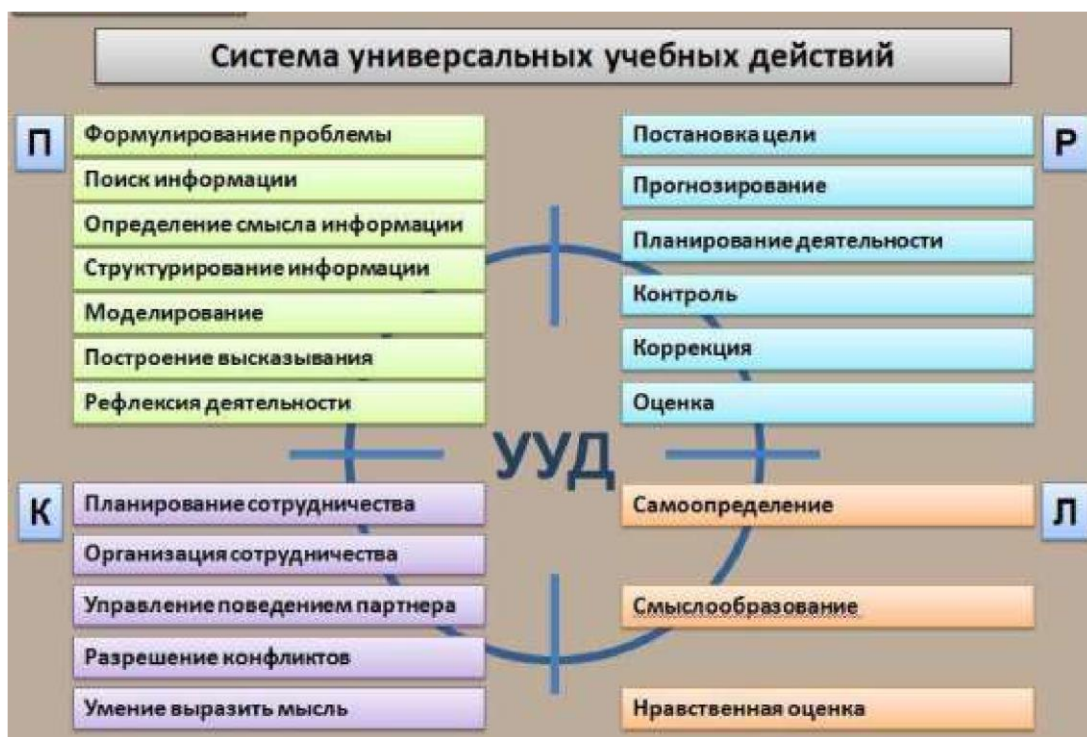 Система универсальных учебных действий
П
Формулирование проблемы
Поиск информации
Определение смысла информации
Структурирование информации
Моделирование
Построение высказывания
Рефлексия деятельности
Р
Постановка цели
Прогнозирование
Планирование деятельности
Контроль
Коррекция
Оценка
УУД
К
Планирование сотрудничества
Организация сотрудничества
Управление поведением партнера
Разрешение конфликтов
Умение выразить мысль
Л
Самоопределение
Смыслообразование
Нравственная оценка